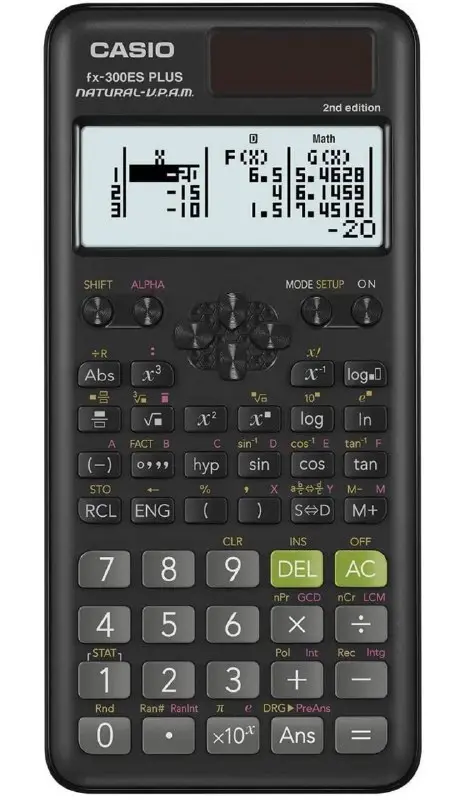 CASIO
fx-300ES PLUS
NATURAL-V.P.A.M.
2nd edition
D Math
X F(X) G(X)
1 -20 6.5 5.4628
2 -15 4 6.1459
3 -10 1.5 7.4516
-20
SHIFT ALPHA MODE SETUP ON
÷R : x!
Abs x³ x⁻¹ log▪▯
³√▪ ▪√▫ 10▪ e▪
√▪ x² x▪ log ln
A FACT B C sin⁻¹ D cos⁻¹ E tan⁻¹ F
(−) °,,, hyp sin cos tan
STO ← % , X a b/c⇔d/c Y M− M
RCL ENG ( ) S⇔D M+
CLR INS OFF
7 8 9 DEL AC
nPr GCD nCr LCM
4 5 6 × ÷
STAT Pol Int Rec Intg
1 2 3 + −
Rnd Ran# RanInt π e DRG▶ PreAns
0 • ×10ˣ Ans =